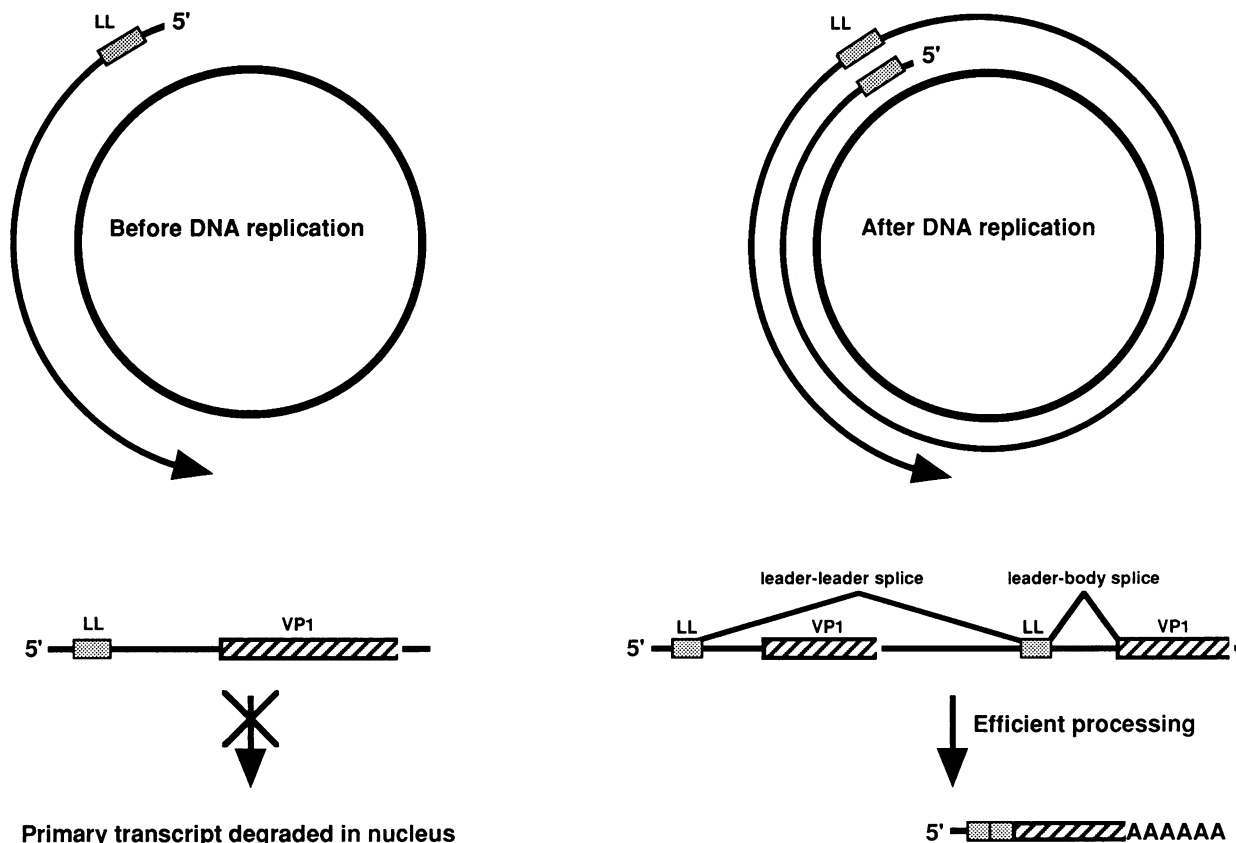 LL
5'
Before DNA replication
LL
5'
After DNA replication
LL
VP1
5'
Primary transcript degraded in nucleus
leader-leader splice
leader-body splice
LL
VP1
LL
VP1
5'
Efficient processing
5'
AAAAAA